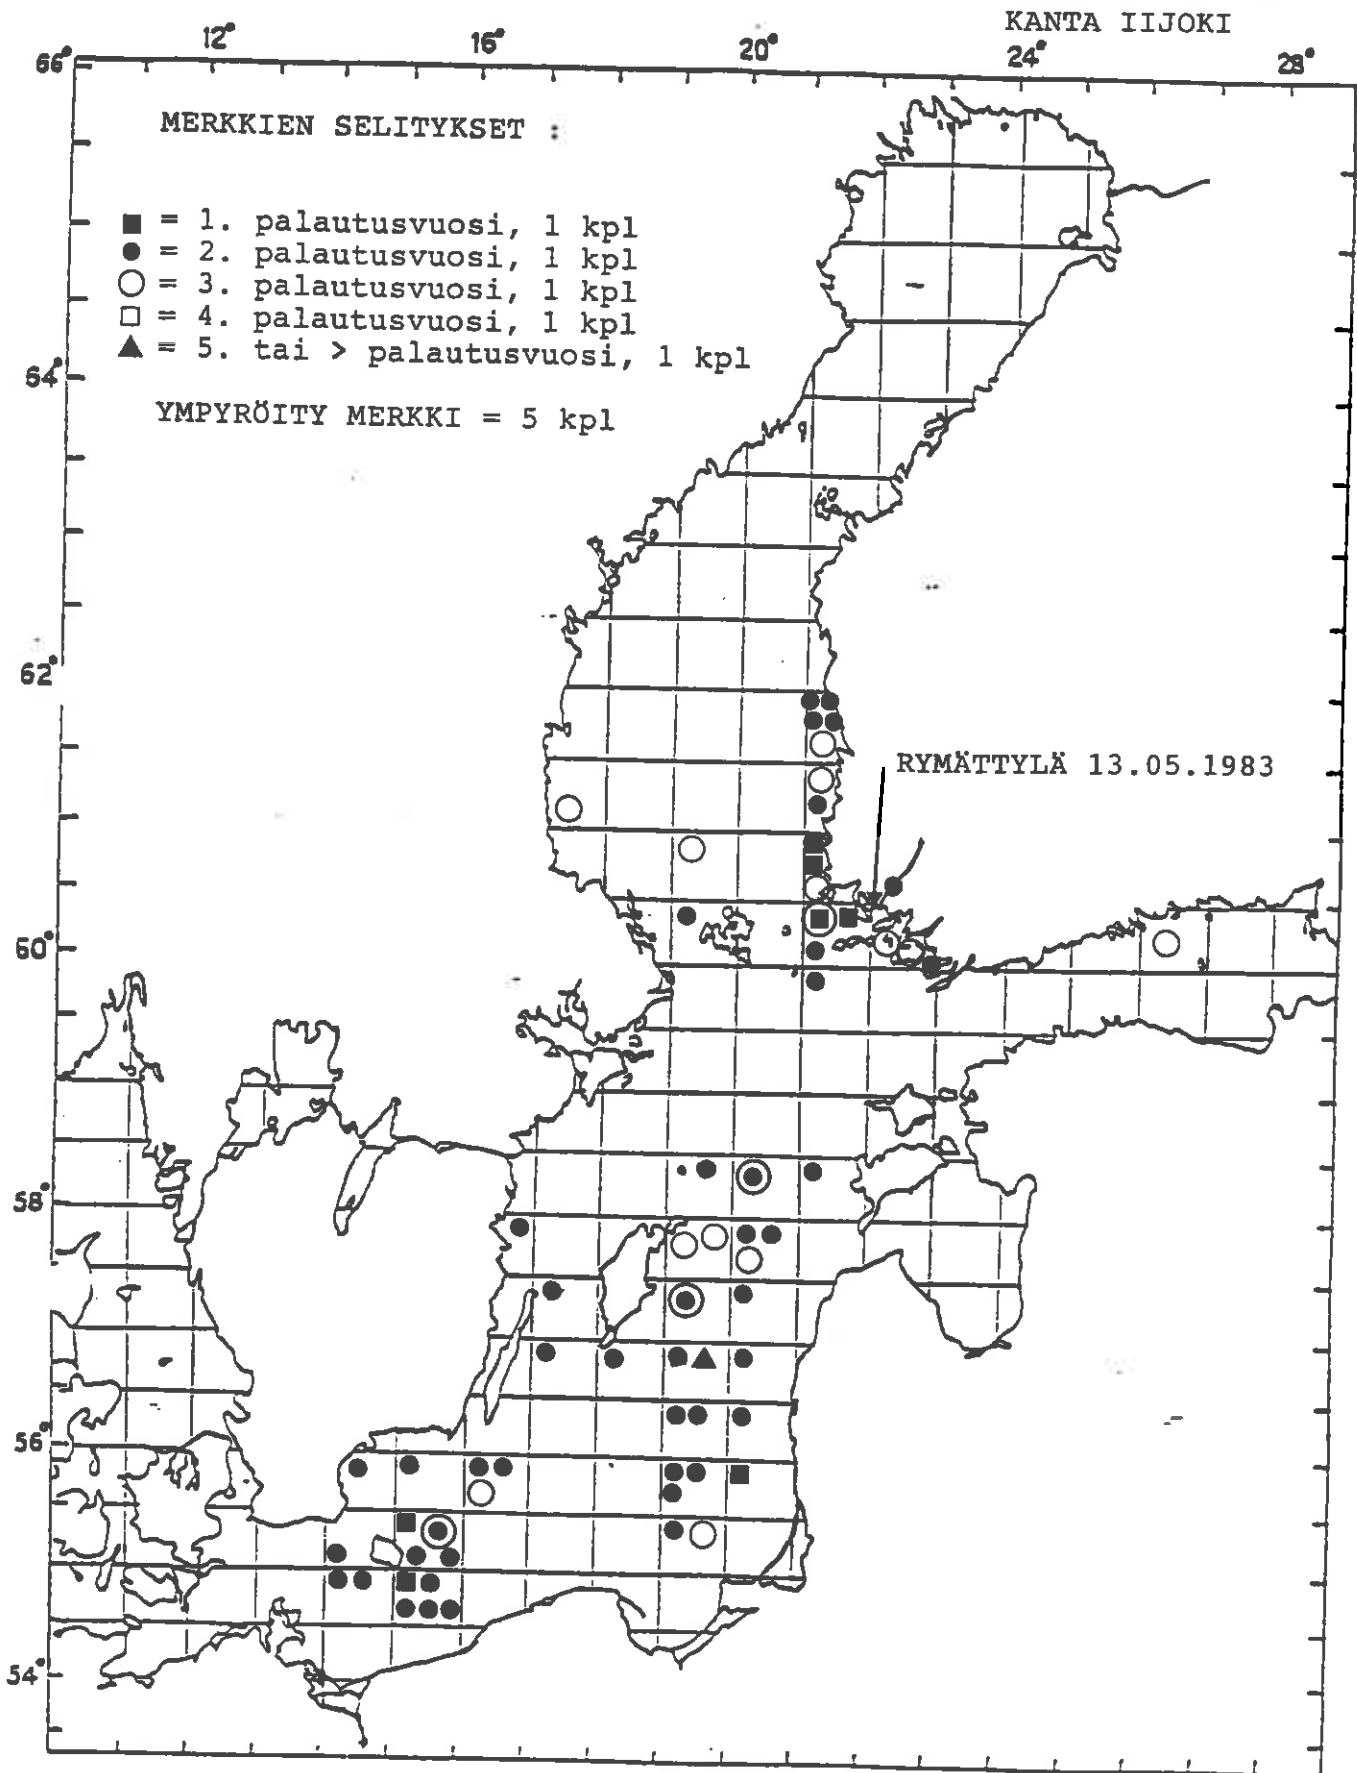 KANTA IIJOKI
12° 16° 20° 24° 28°
66°
MERKKIEN SELITYKSET :
■ = 1. palautusvuosi, 1 kpl
● = 2. palautusvuosi, 1 kpl
○ = 3. palautusvuosi, 1 kpl
□ = 4. palautusvuosi, 1 kpl
▲ = 5. tai > palautusvuosi, 1 kpl
64°
YMPYRÖITY MERKKI = 5 kpl
62°
RYMÄTTYLÄ 13.05.1983
60°
58°
56°
54°